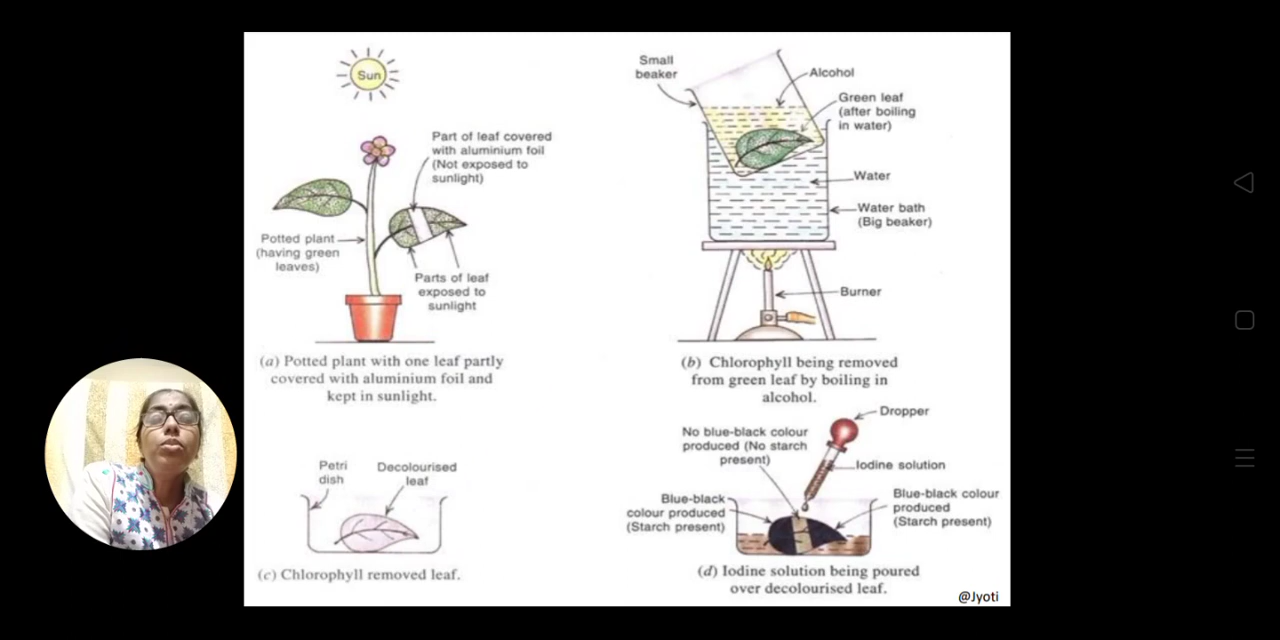 Sun
Part of leaf covered
with aluminium foil
(Not exposed to
sunlight)
Potted plant
(having green
leaves)
Parts of leaf
exposed to
sunlight
(a) Potted plant with one leaf partly
covered with aluminium foil and
kept in sunlight.
Small
beaker
Alcohol
Green leaf
(after boiling
in water)
Water
Water bath
(Big beaker)
Burner
(b) Chlorophyll being removed
from green leaf by boiling in
alcohol.
Petri
dish
Decolourised
leaf
(c) Chlorophyll removed leaf.
Dropper
No blue-black colour
produced (No starch
present)
Iodine solution
Blue-black
colour produced
(Starch present)
Blue-black colour
produced
(Starch present)
(d) Iodine solution being poured
over decolourised leaf.
@Jyoti